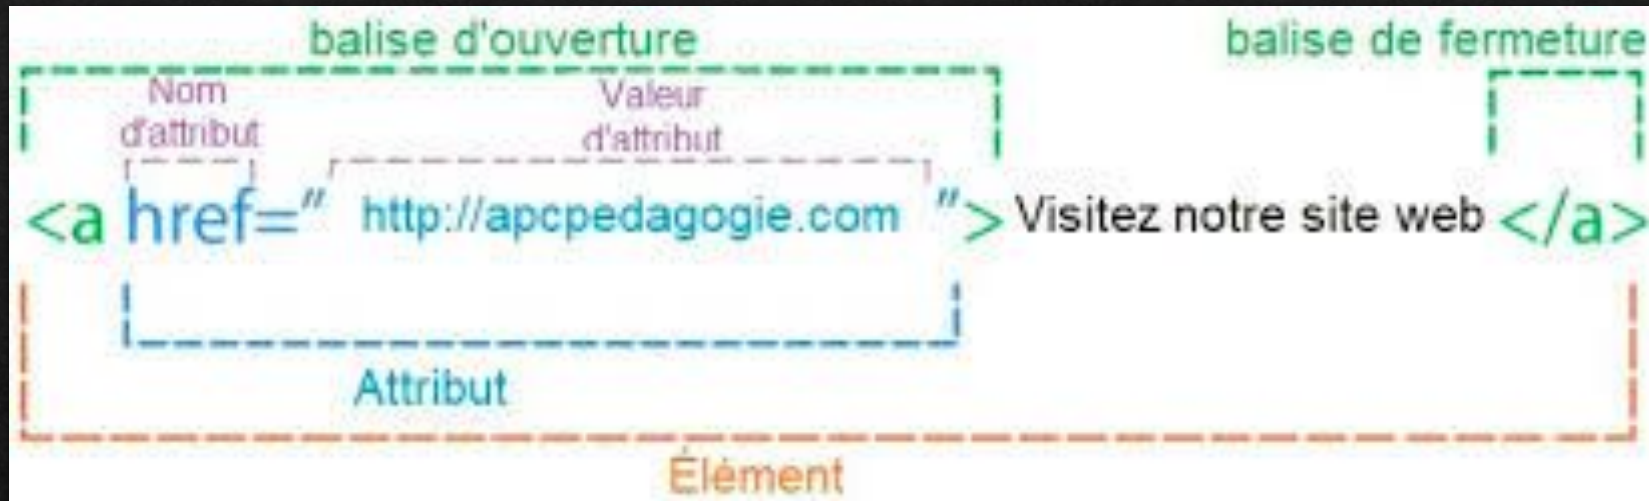 balise d'ouverture
balise de fermeture
Nom
d'attribut
Valeur
d'attribut
<a href=" http://apcpedagogie.com "> Visitez notre site web </a>
Attribut
Élément